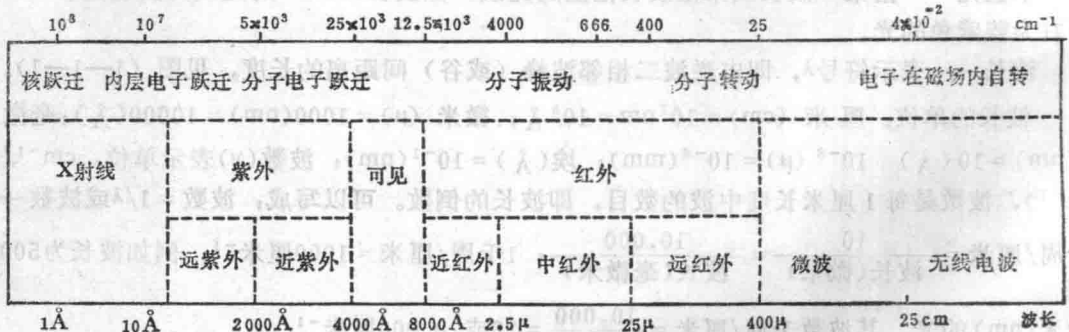 10⁸ 10⁷ 5×10³ 25×10³ 12.5×10³ 4000 666 400 25 4×10⁻² cm⁻¹
核跃迁 内层电子跃迁 分子电子跃迁 分子振动 分子转动 电子在磁场内自转
X射线 紫外 可见 红外
远紫外 近紫外 近红外 中红外 远红外 微波 无线电波
1Å 10Å 2000Å 4000Å 8000Å 2.5μ 25μ 400μ 25cm 波长